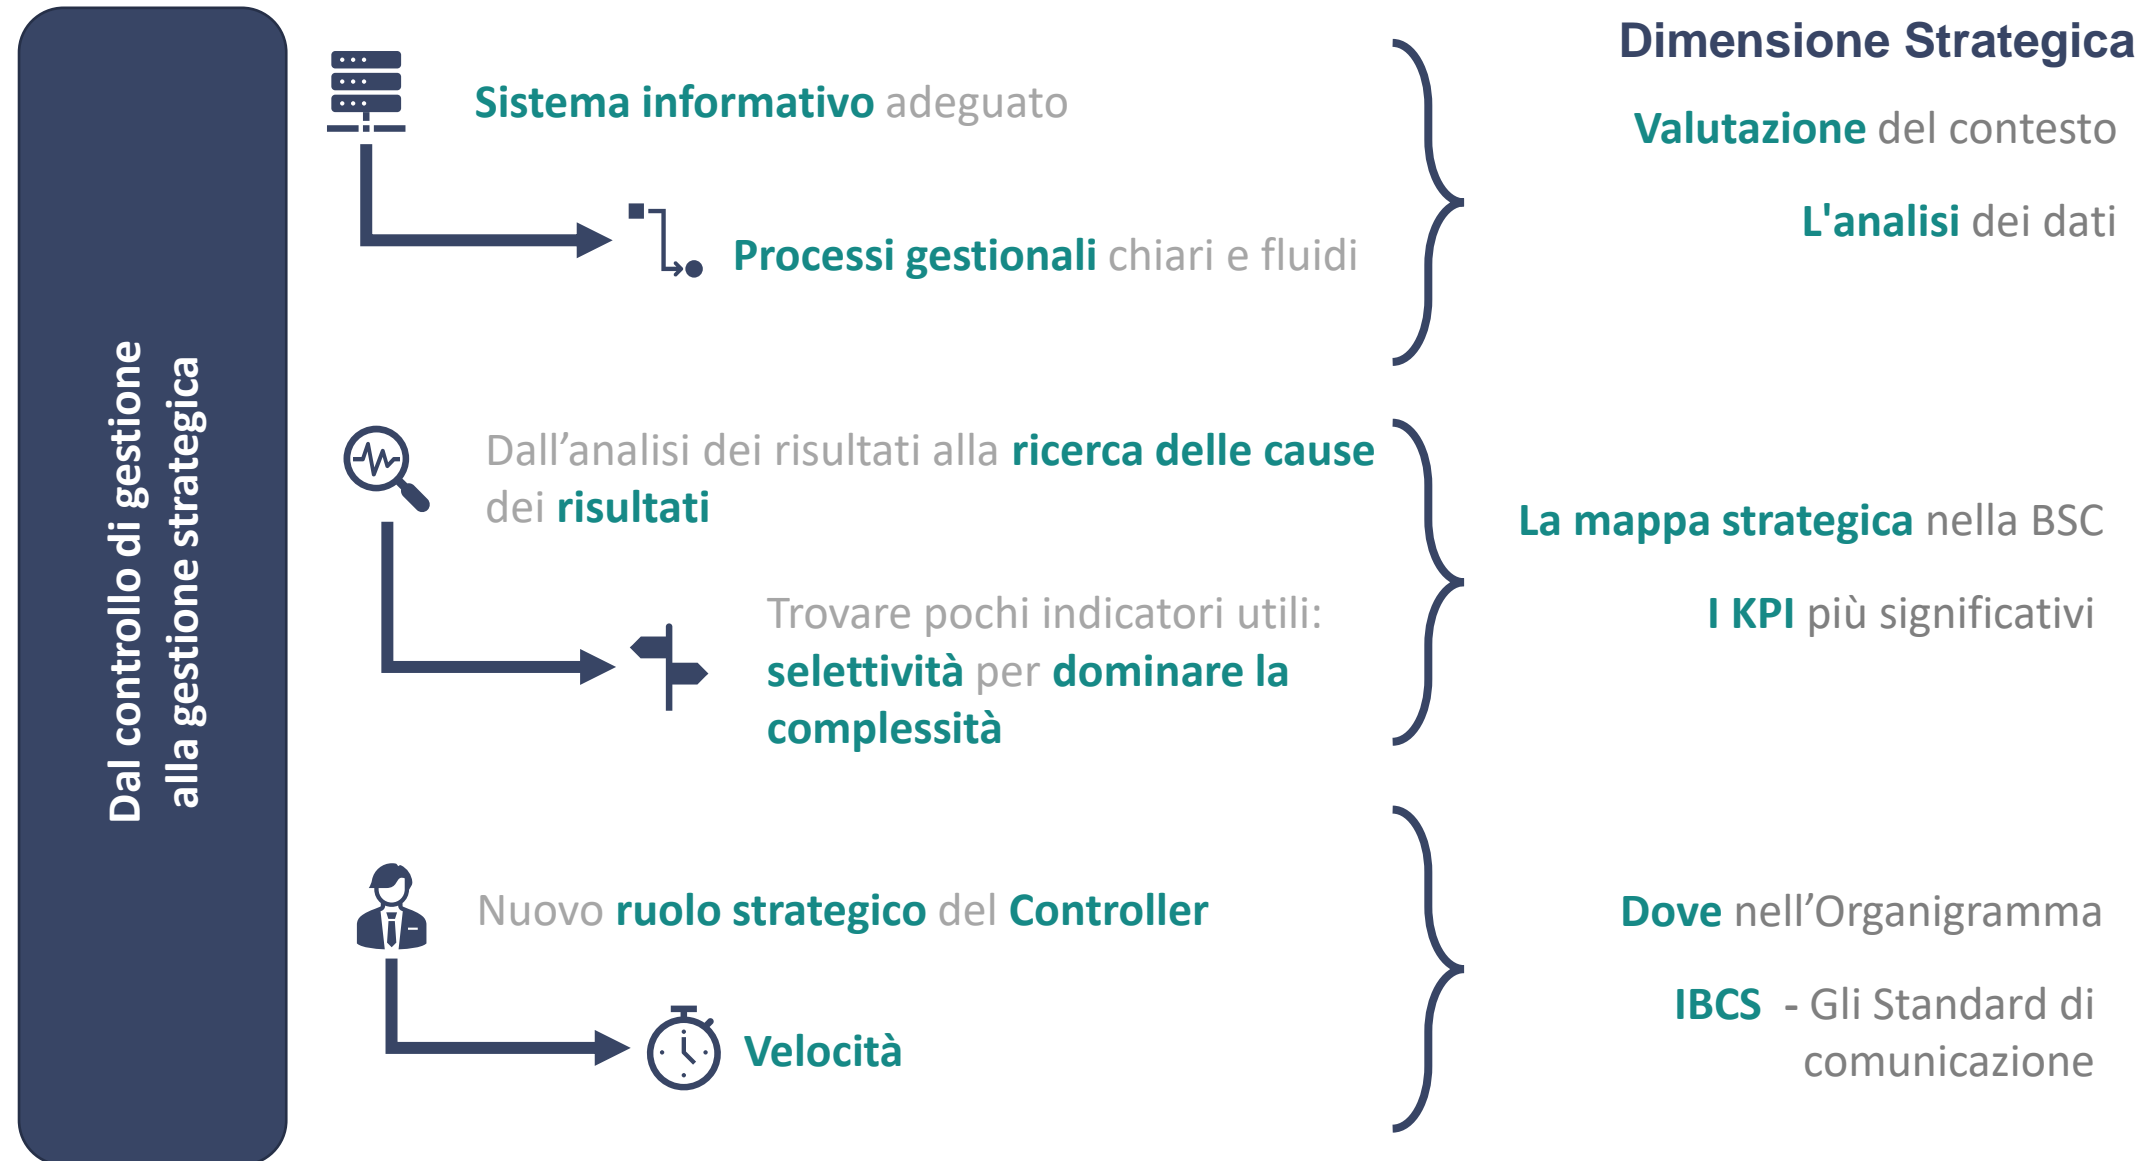 Dal controllo di gestione
alla gestione strategica
Dimensione Strategica
Sistema informativo adeguato
Processi gestionali chiari e fluidi
Valutazione del contesto
L'analisi dei dati
Dall’analisi dei risultati alla ricerca delle cause
dei risultati
Trovare pochi indicatori utili:
selettività per dominare la
complessità
La mappa strategica nella BSC
I KPI più significativi
Nuovo ruolo strategico del Controller
Velocità
Dove nell’Organigramma
IBCS - Gli Standard di
comunicazione